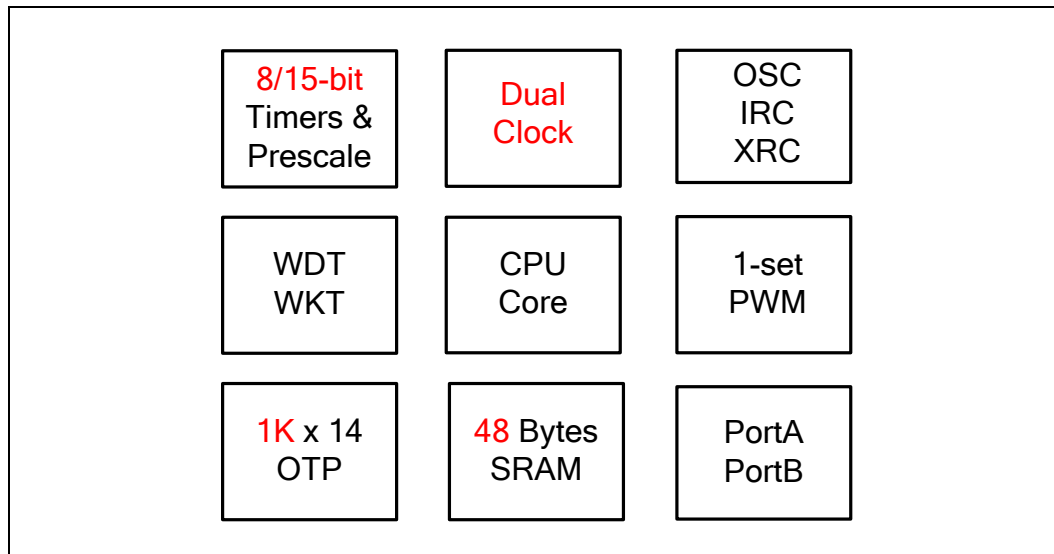 8/15-bit
Timers &
Prescale
Dual
Clock
OSC
IRC
XRC
WDT
WKT
CPU
Core
1-set
PWM
1K x 14
OTP
48 Bytes
SRAM
PortA
PortB